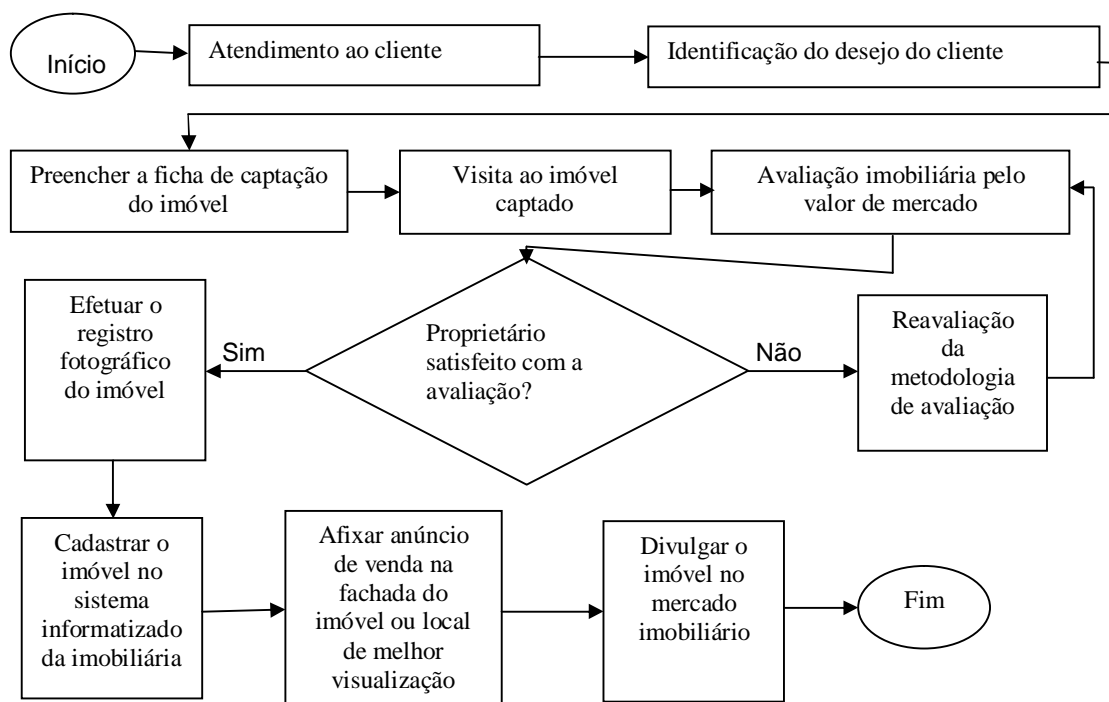 Início
Atendimento ao cliente
Identificação do desejo do cliente
Preencher a ficha de captação
do imóvel
Visita ao imóvel
captado
Avaliação imobiliária pelo
valor de mercado
Efetuar o
registro
fotográfico
do imóvel
Sim
Proprietário
satisfeito com a
avaliação?
Não
Reavaliação
da
metodologia
de avaliação
Cadastrar o
imóvel no
sistema
informatizado
da imobiliária
Afixar anúncio
de venda na
fachada do
imóvel ou local
de melhor
visualização
Divulgar o
imóvel no
mercado
imobiliário
Fim